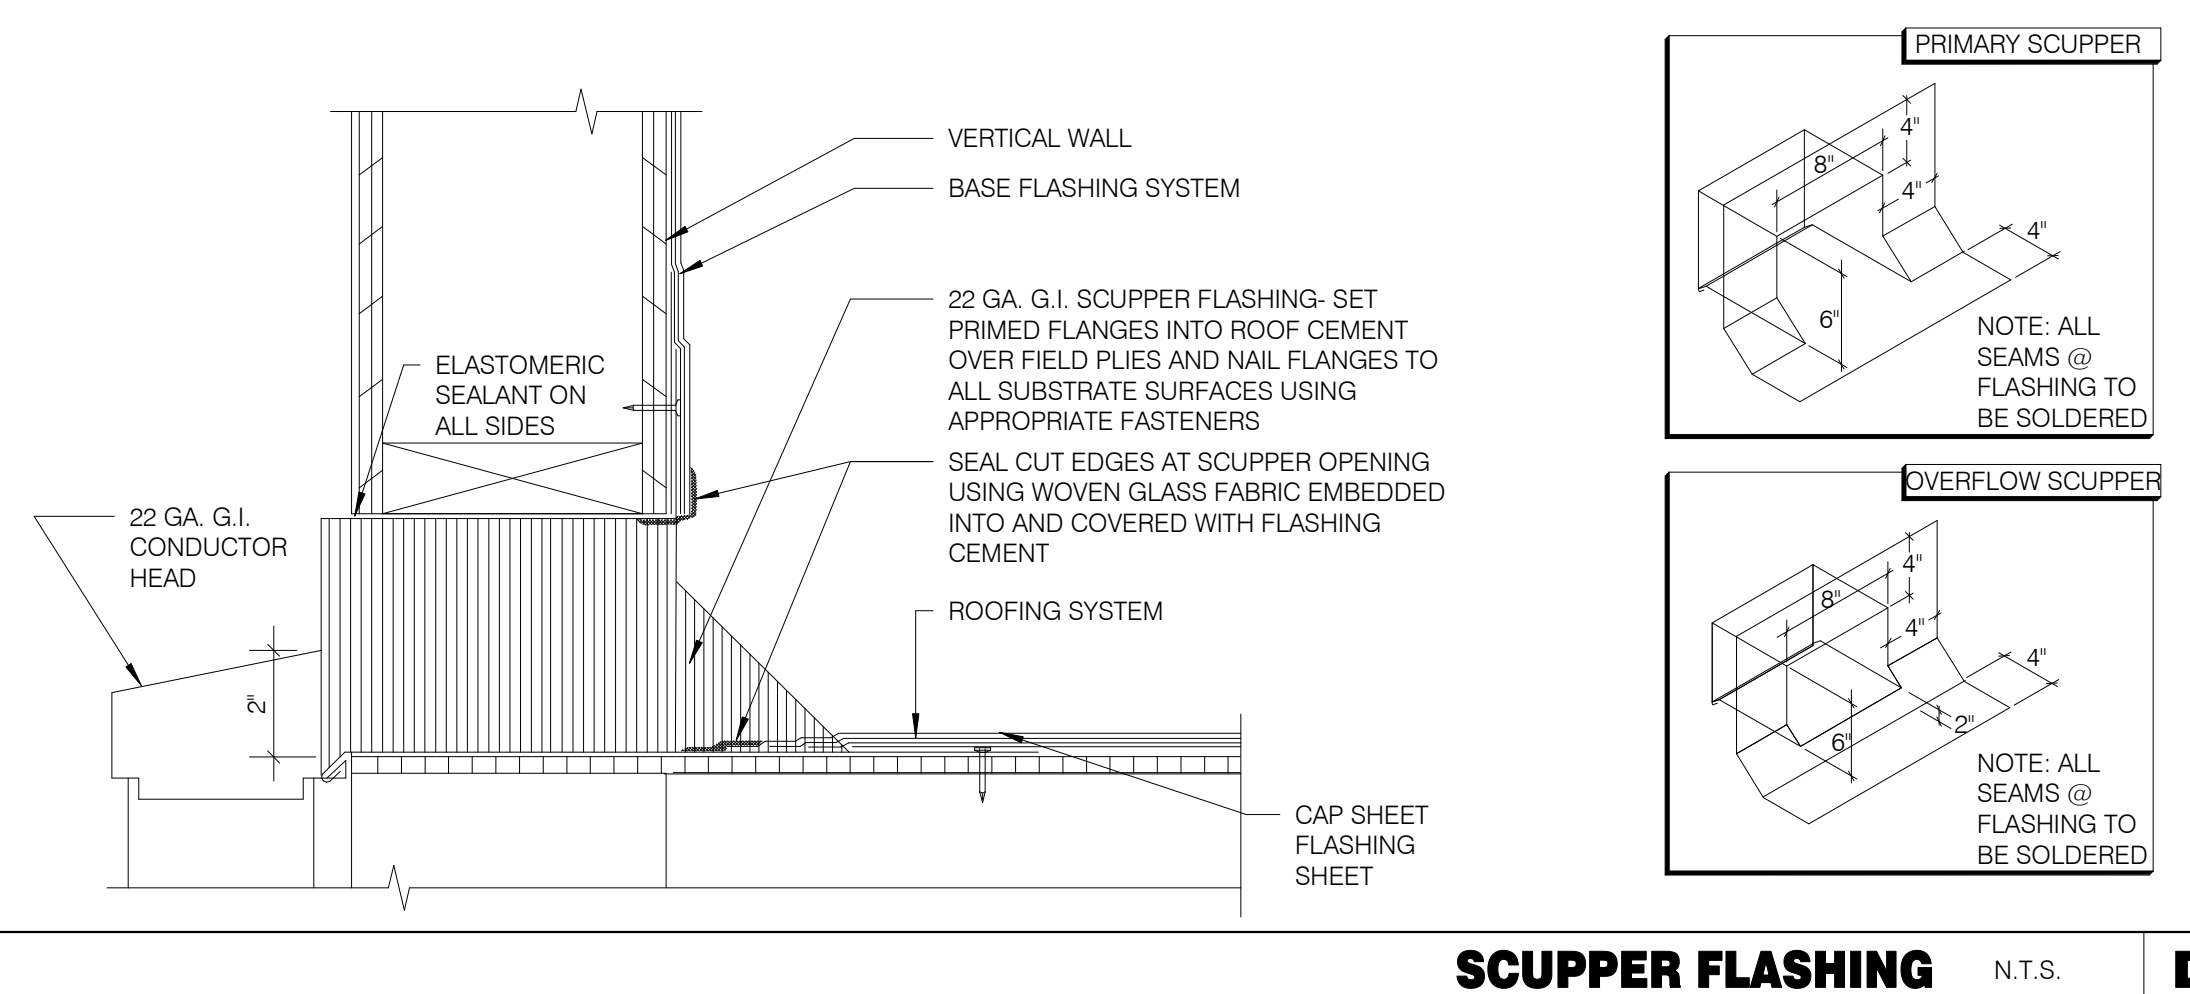 VERTICAL WALL
BASE FLASHING SYSTEM
22 GA. G.I. SCUPPER FLASHING- SET
PRIMED FLANGES INTO ROOF CEMENT
OVER FIELD PLIES AND NAIL FLANGES TO
ALL SUBSTRATE SURFACES USING
APPROPRIATE FASTENERS
ELASTOMERIC
SEALANT ON
ALL SIDES
SEAL CUT EDGES AT SCUPPER OPENING
USING WOVEN GLASS FABRIC EMBEDDED
INTO AND COVERED WITH FLASHING
CEMENT
22 GA. G.I.
CONDUCTOR
HEAD
ROOFING SYSTEM
2"
CAP SHEET
FLASHING
SHEET
PRIMARY SCUPPER
4"
8"
4"
4"
6"
NOTE: ALL
SEAMS @
FLASHING TO
BE SOLDERED
OVERFLOW SCUPPER
4"
8"
4"
4"
2"
6"
NOTE: ALL
SEAMS @
FLASHING TO
BE SOLDERED
SCUPPER FLASHING
N.T.S.